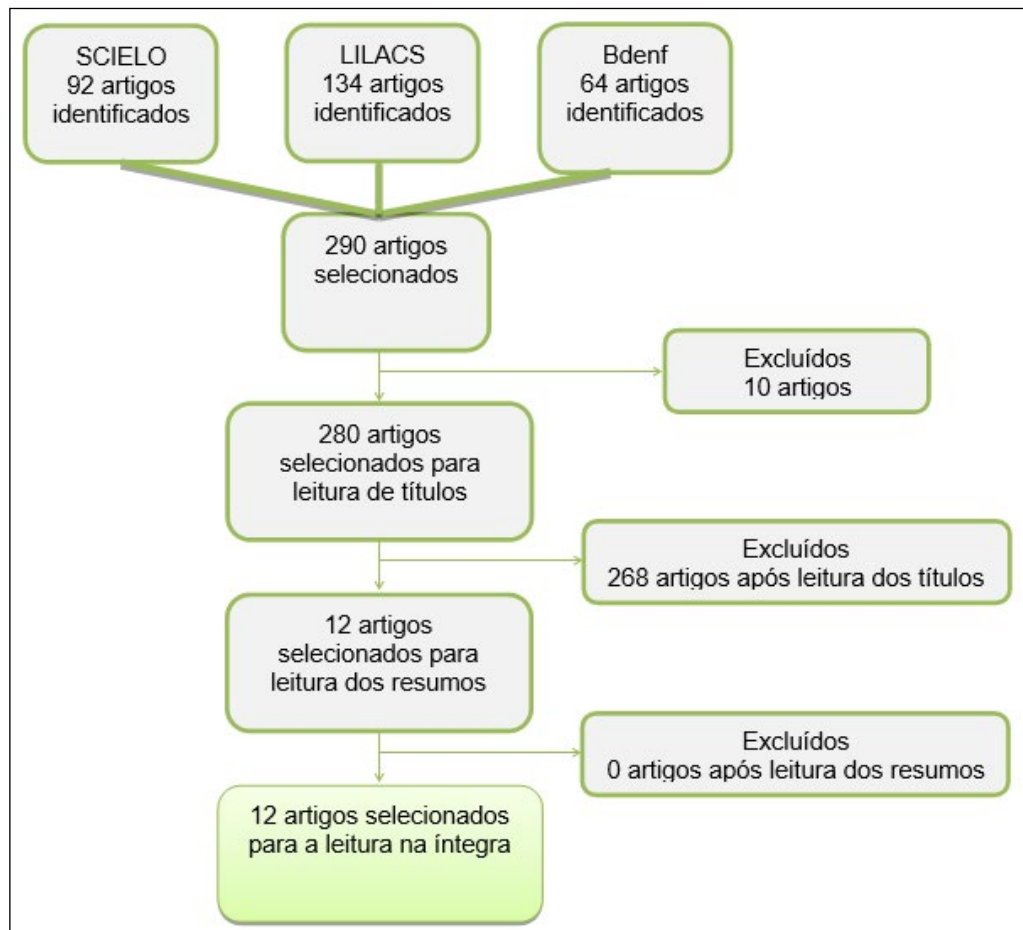 SCIELO
92 artigos
identificados
LILACS
134 artigos
identificados
Bdenf
64 artigos
identificados
290 artigos
selecionados
Excluídos
10 artigos
280 artigos
selecionados para
leitura de títulos
Excluídos
268 artigos após leitura dos títulos
12 artigos
selecionados para
leitura dos resumos
Excluídos
0 artigos após leitura dos resumos
12 artigos selecionados
para a leitura na íntegra